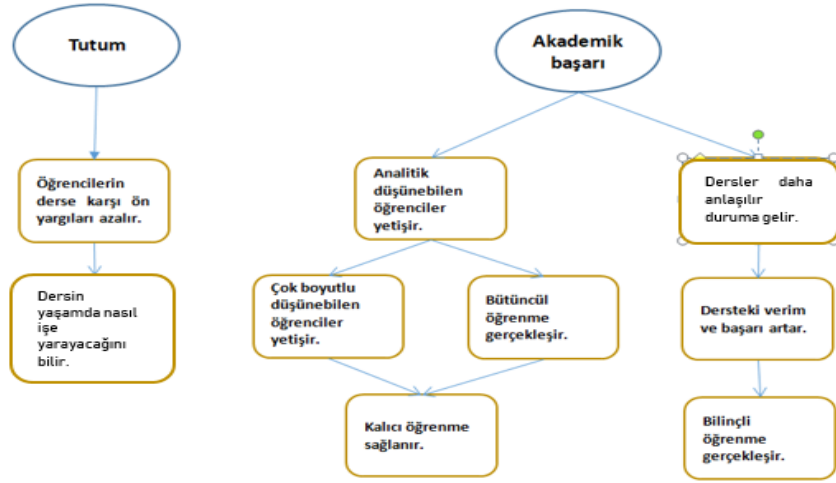 Tutum
Akademik
başarı
Öğrencilerin
derse karşı ön
yargıları azalır.
Analitik
düşünebilen
öğrenciler
yetişir.
Dersler daha
anlaşılır
duruma gelir.
Dersin
yaşamda nasıl
işe
yarayacağını
bilir.
Çok boyutlu
düşünebilen
öğrenciler
yetişir.
Bütüncül
öğrenme
gerçekleşir.
Dersteki verim
ve başarı artar.
Kalıcı öğrenme
sağlanır.
Bilinçli
öğrenme
gerçekleşir.